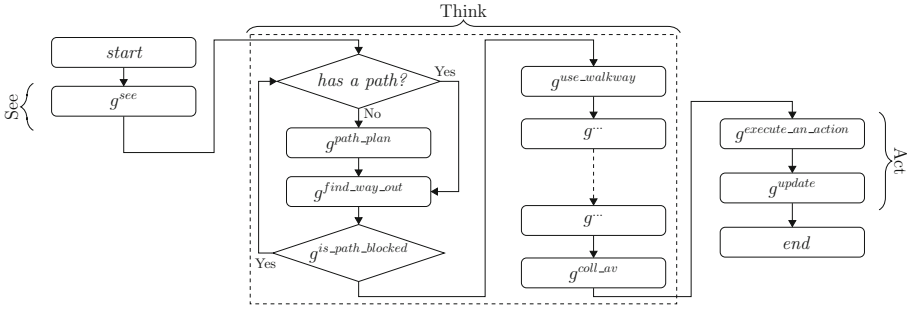 Think
start
See
g^{see}
has a path?
Yes
No
g^{path_plan}
g^{find_way_out}
g^{is_path_blocked}
Yes
g^{use_walkway}
g^{...}
g^{...}
g^{coll_av}
g^{execute_an_action}
Act
g^{update}
end